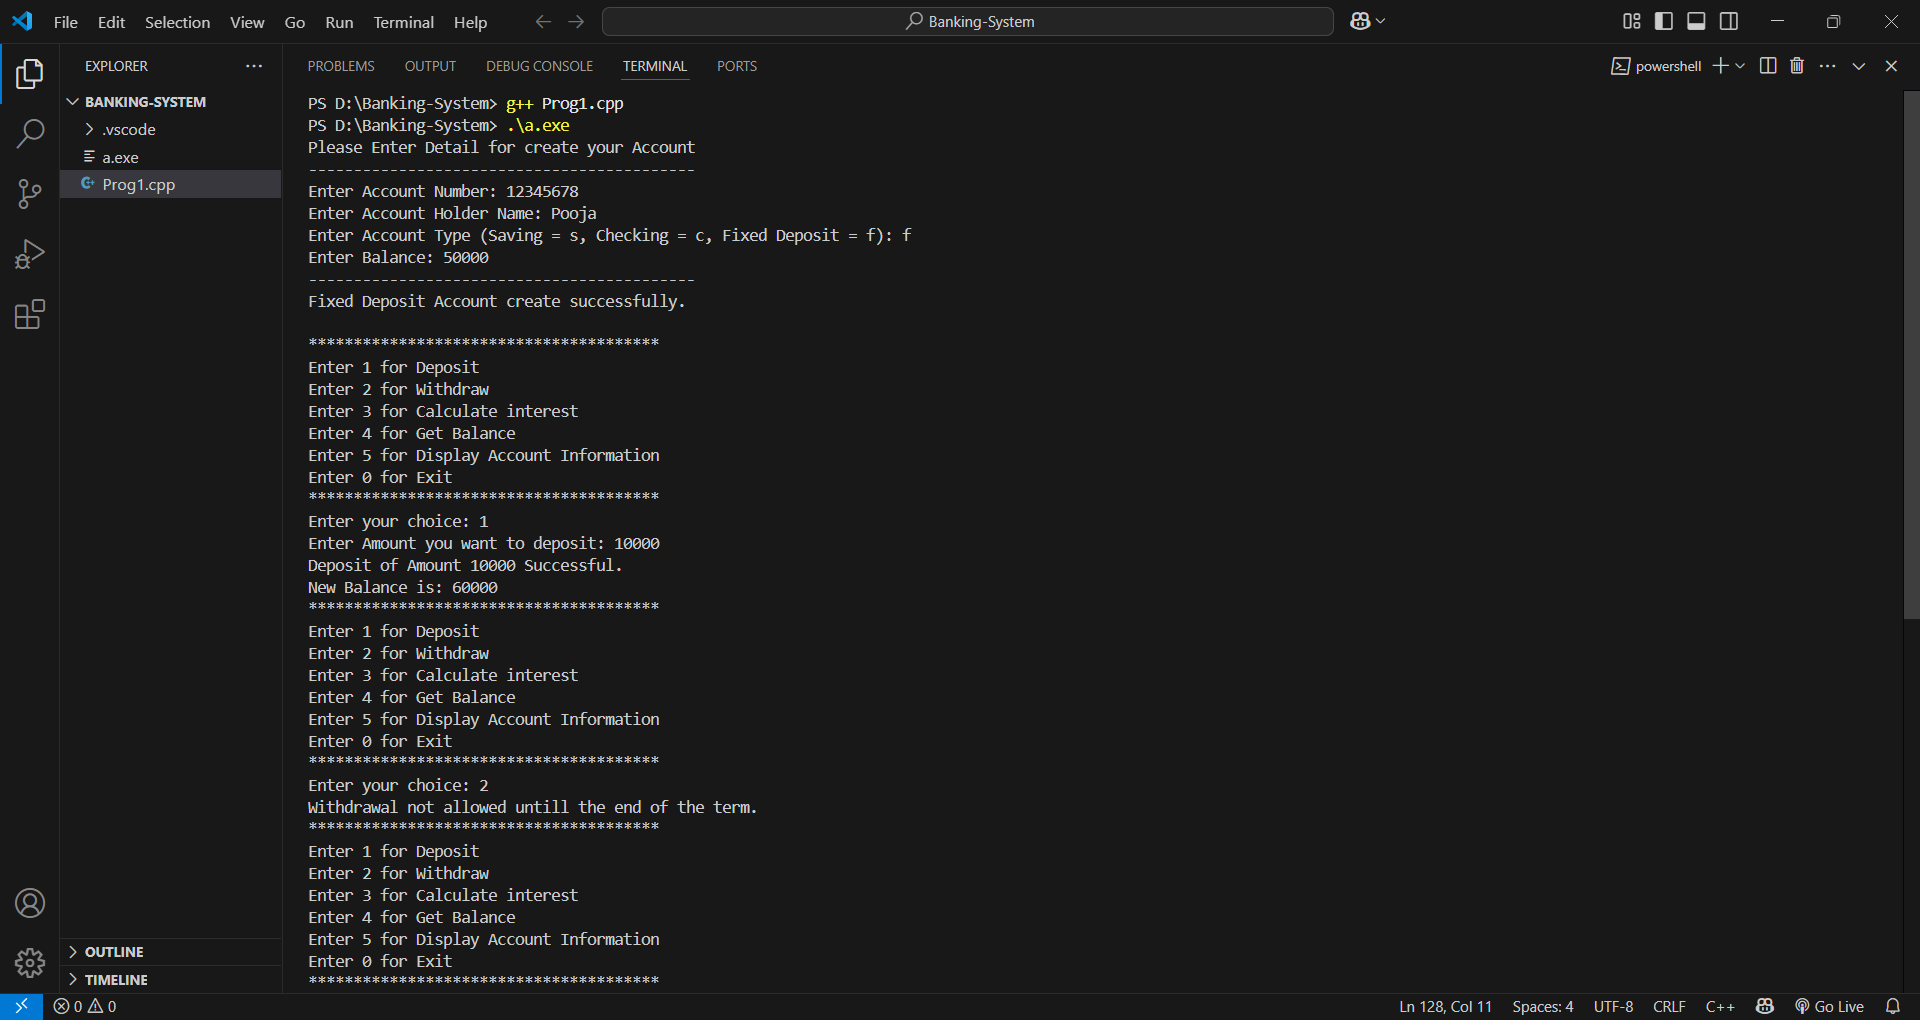 File Edit Selection View Go Run Terminal Help
Banking-System
EXPLORER
BANKING-SYSTEM
.vscode
a.exe
Prog1.cpp
OUTLINE
TIMELINE
PROBLEMS OUTPUT DEBUG CONSOLE TERMINAL PORTS
powershell
PS D:\Banking-System> g++ Prog1.cpp
PS D:\Banking-System> .\a.exe
Please Enter Detail for create your Account
-------------------------------------------
Enter Account Number: 12345678
Enter Account Holder Name: Pooja
Enter Account Type (Saving = s, Checking = c, Fixed Deposit = f): f
Enter Balance: 50000
-------------------------------------------
Fixed Deposit Account create successfully.
***************************************
Enter 1 for Deposit
Enter 2 for Withdraw
Enter 3 for Calculate interest
Enter 4 for Get Balance
Enter 5 for Display Account Information
Enter 0 for Exit
***************************************
Enter your choice: 1
Enter Amount you want to deposit: 10000
Deposit of Amount 10000 Successful.
New Balance is: 60000
***************************************
Enter 1 for Deposit
Enter 2 for Withdraw
Enter 3 for Calculate interest
Enter 4 for Get Balance
Enter 5 for Display Account Information
Enter 0 for Exit
***************************************
Enter your choice: 2
Withdrawal not allowed untill the end of the term.
***************************************
Enter 1 for Deposit
Enter 2 for Withdraw
Enter 3 for Calculate interest
Enter 4 for Get Balance
Enter 5 for Display Account Information
Enter 0 for Exit
***************************************
0 0
Ln 128, Col 11 Spaces: 4 UTF-8 CRLF C++ Go Live